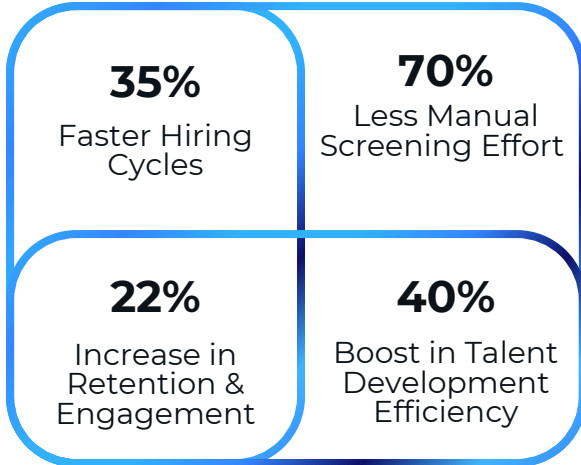 35%
Faster Hiring
Cycles
70%
Less Manual
Screening Effort
22%
Increase in
Retention &
Engagement
40%
Boost in Talent
Development
Efficiency